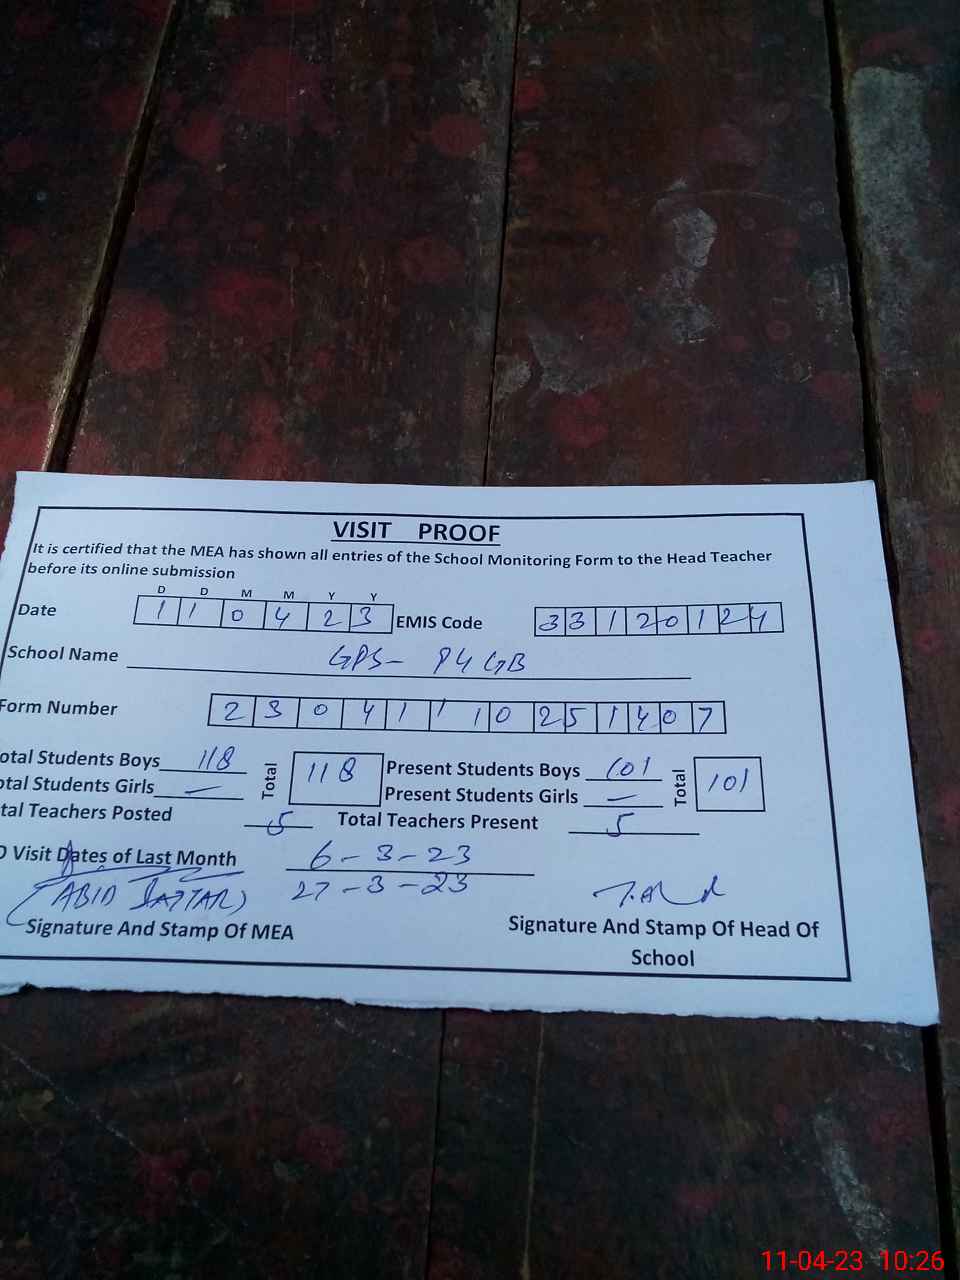 VISIT PROOF
It is certified that the MEA has shown all entries of the School Monitoring Form to the Head Teacher
before its online submission
D D M M Y Y
Date 1 1 0 4 2 3 EMIS Code 3 3 1 2 0 1 2 4
School Name GPS- 84 GB
Form Number 2 3 0 4 1 1 1 0 2 5 1 4 0 7
otal Students Boys 118 Total 118 Present Students Boys 101 Total 101
otal Students Girls — Present Students Girls —
tal Teachers Posted 5 Total Teachers Present 5
O Visit Dates of Last Month 6-3-23
(ABID SATTAR) 27-3-23
Signature And Stamp Of MEA Signature And Stamp Of Head Of
School
11-04-23 10:26